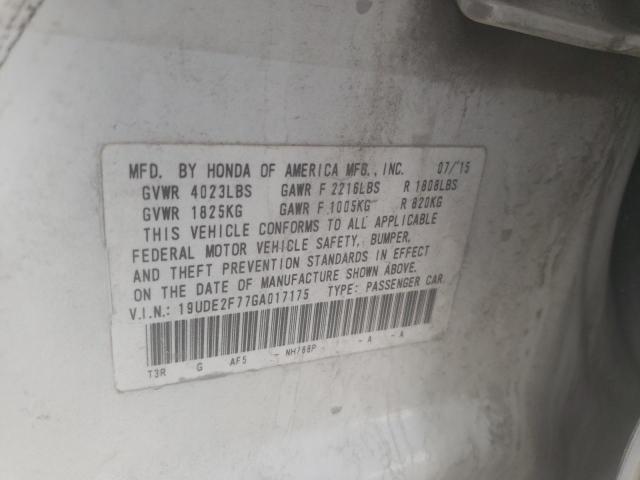 MFD. BY HONDA OF AMERICA MFG., INC. 07/15
GVWR 4023LBS GAWR F 2216LBS R 1808LBS
GVWR 1825KG GAWR F 1005KG R 820KG
THIS VEHICLE CONFORMS TO ALL APPLICABLE
FEDERAL MOTOR VEHICLE SAFETY, BUMPER,
AND THEFT PREVENTION STANDARDS IN EFFECT
ON THE DATE OF MANUFACTURE SHOWN ABOVE.
V.I.N.: 19UDE2F77GA017175 TYPE: PASSENGER CAR
T3R G AF5 - NH788P - A - A